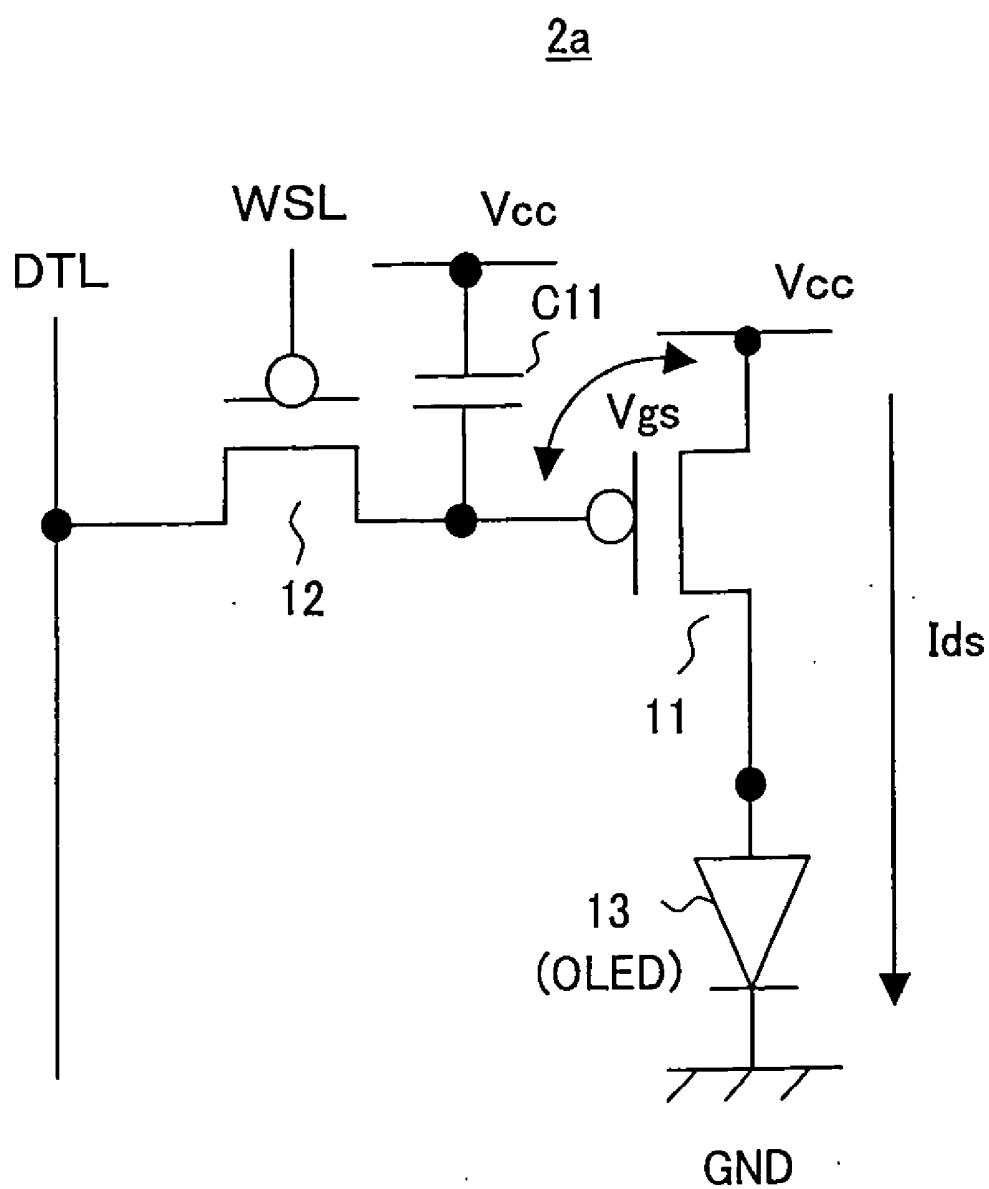 2a
WSL
Vcc
DTL
Vcc
C11
Vgs
12
Ids
11
13
(OLED)
GND